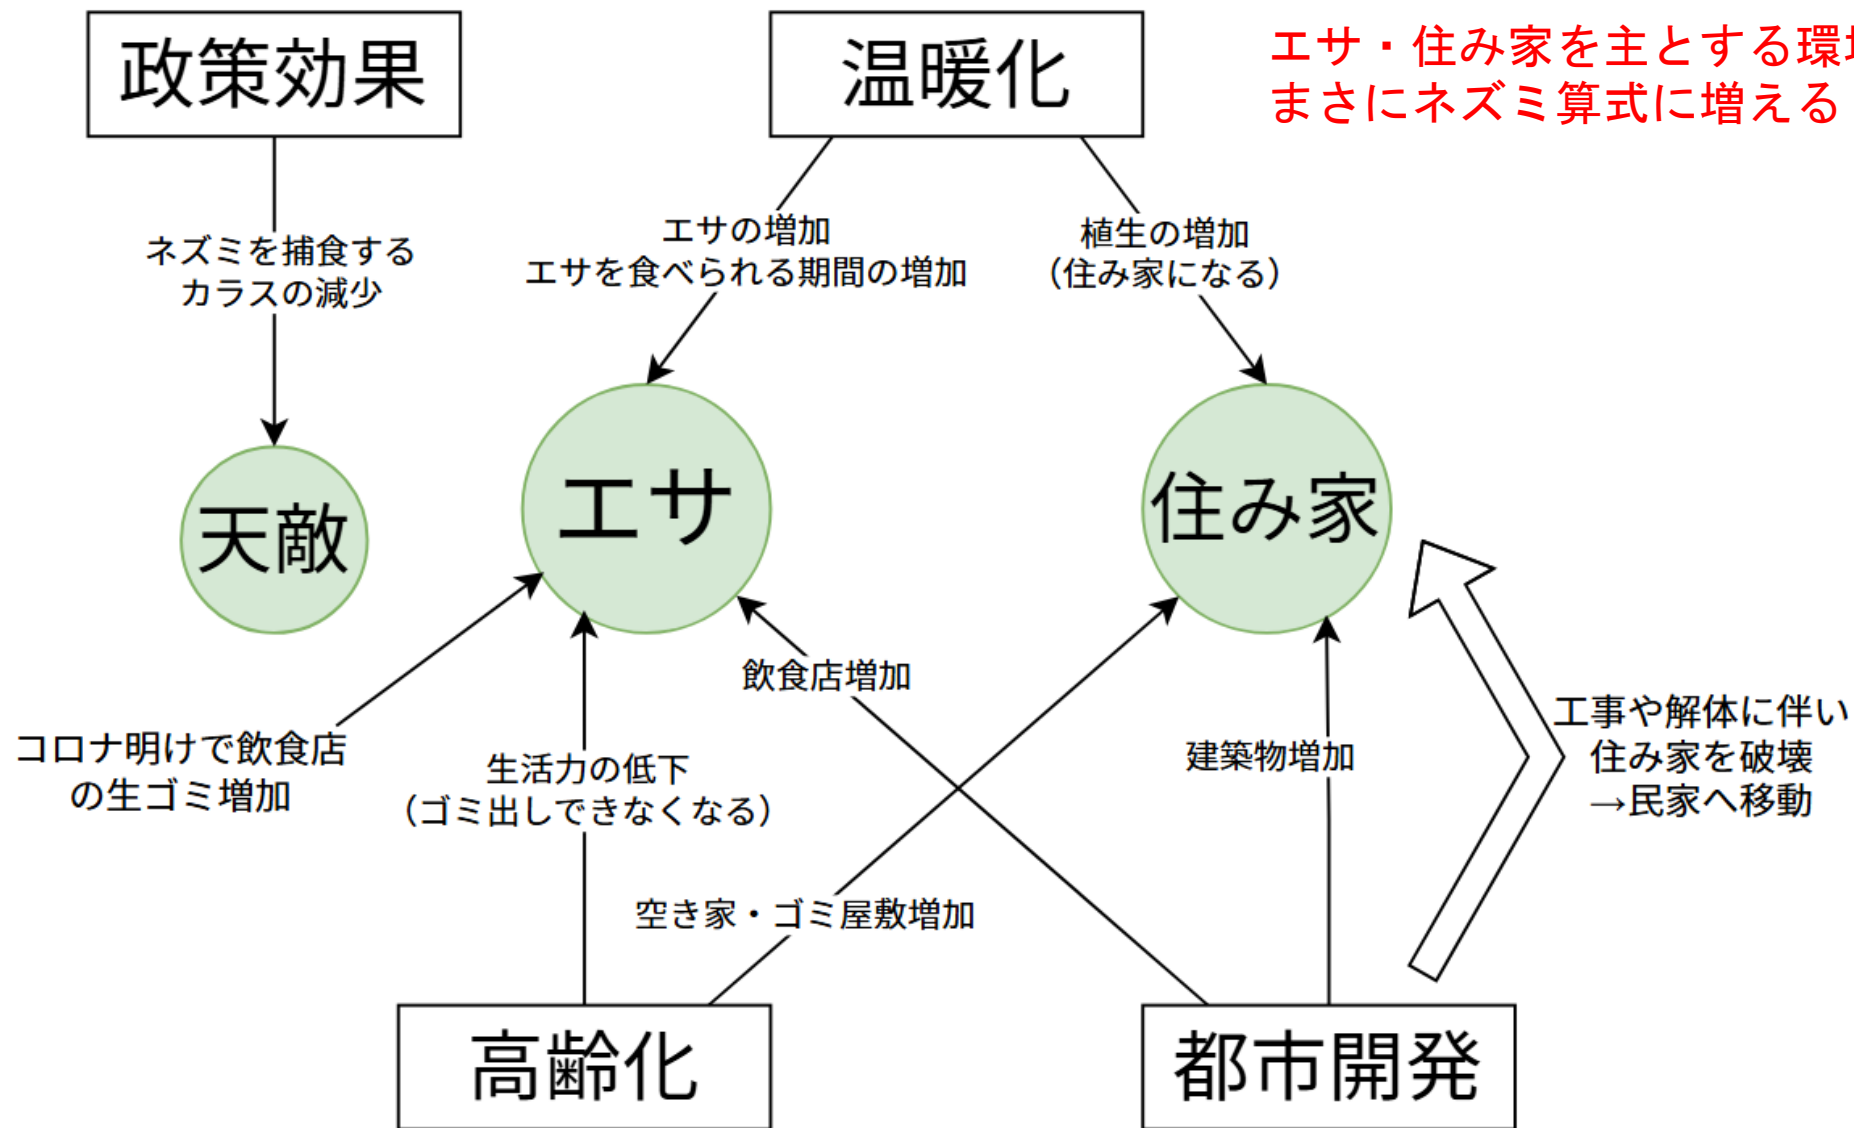 政策効果
温暖化
エサ・住み家を主とする環
まさにネズミ算式に増える
ネズミを捕食する
カラスの減少
エサの増加
エサを食べられる期間の増加
植生の増加
（住み家になる）
天敵
エサ
住み家
コロナ明けで飲食店
の生ゴミ増加
生活力の低下
（ゴミ出しできなくなる）
飲食店増加
建築物増加
工事や解体に伴い
住み家を破壊
→民家へ移動
空き家・ゴミ屋敷増加
高齢化
都市開発